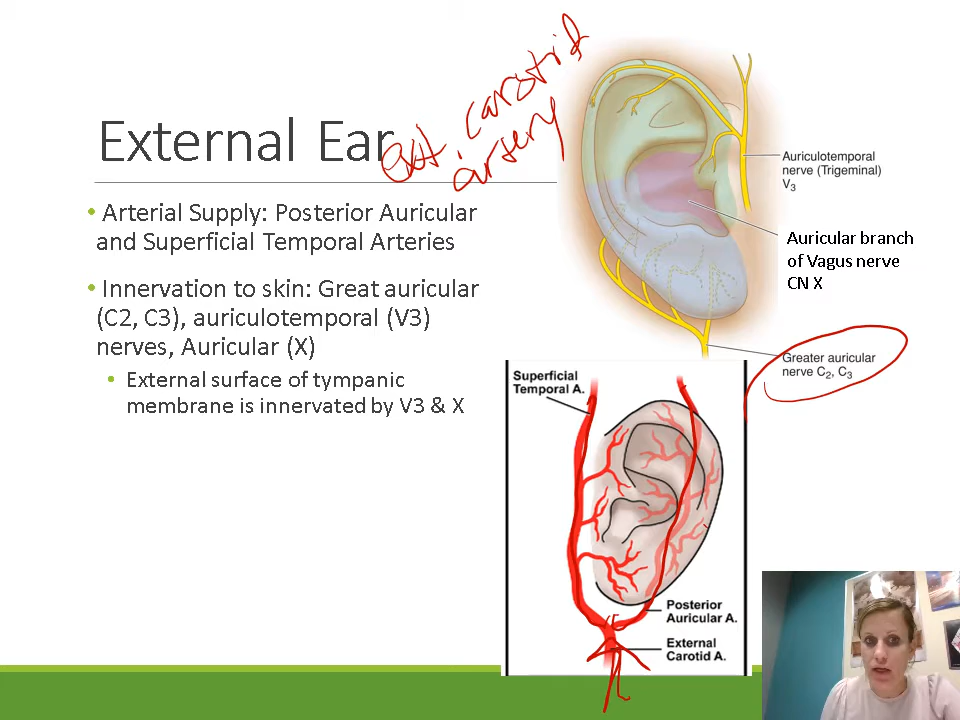 External Ear
ext carotid
artery
• Arterial Supply: Posterior Auricular
and Superficial Temporal Arteries
• Innervation to skin: Great auricular
(C2, C3), auriculotemporal (V3)
nerves, Auricular (X)
• External surface of tympanic
membrane is innervated by V3 & X
Auriculotemporal
nerve (Trigeminal)
V3
Auricular branch
of Vagus nerve
CN X
Greater auricular
nerve C2, C3
Superficial
Temporal A.
Posterior
Auricular A.
External
Carotid A.